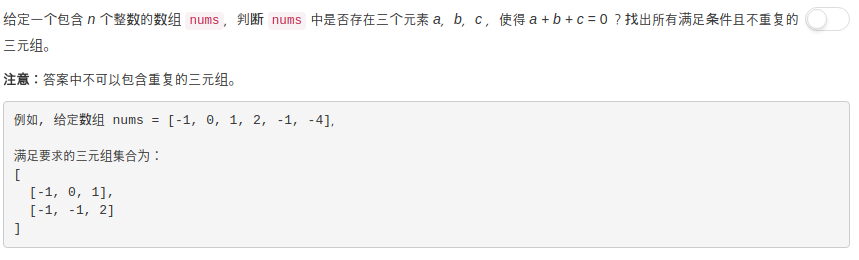 给定一个包含 n 个整数的数组 nums，判断 nums 中是否存在三个元素 a，b，c，使得 a + b + c = 0 ？找出所有满足条件且不重复的
三元组。
注意：答案中不可以包含重复的三元组。
例如, 给定数组 nums = [-1, 0, 1, 2, -1, -4]，
满足要求的三元组集合为：
[
  [-1, 0, 1],
  [-1, -1, 2]
]